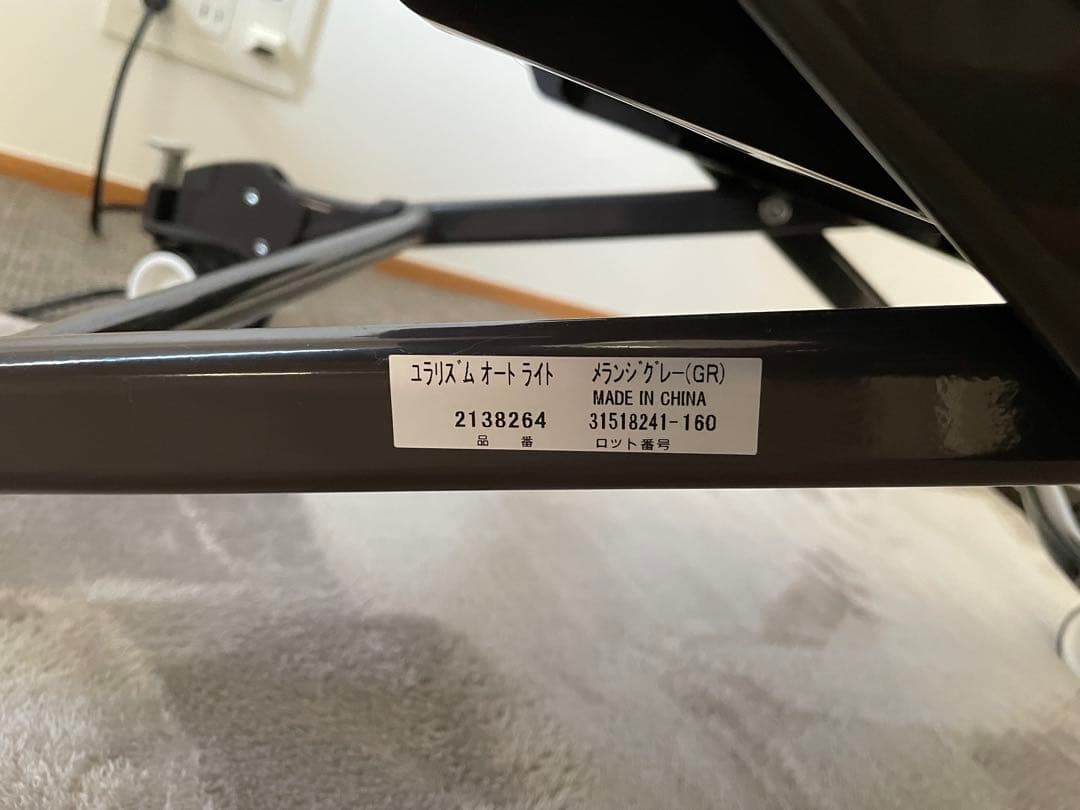 ユラリズム オート ライト メランジグレー(GR)
MADE IN CHINA
2138264 31518241-160
品 番 ロット番号